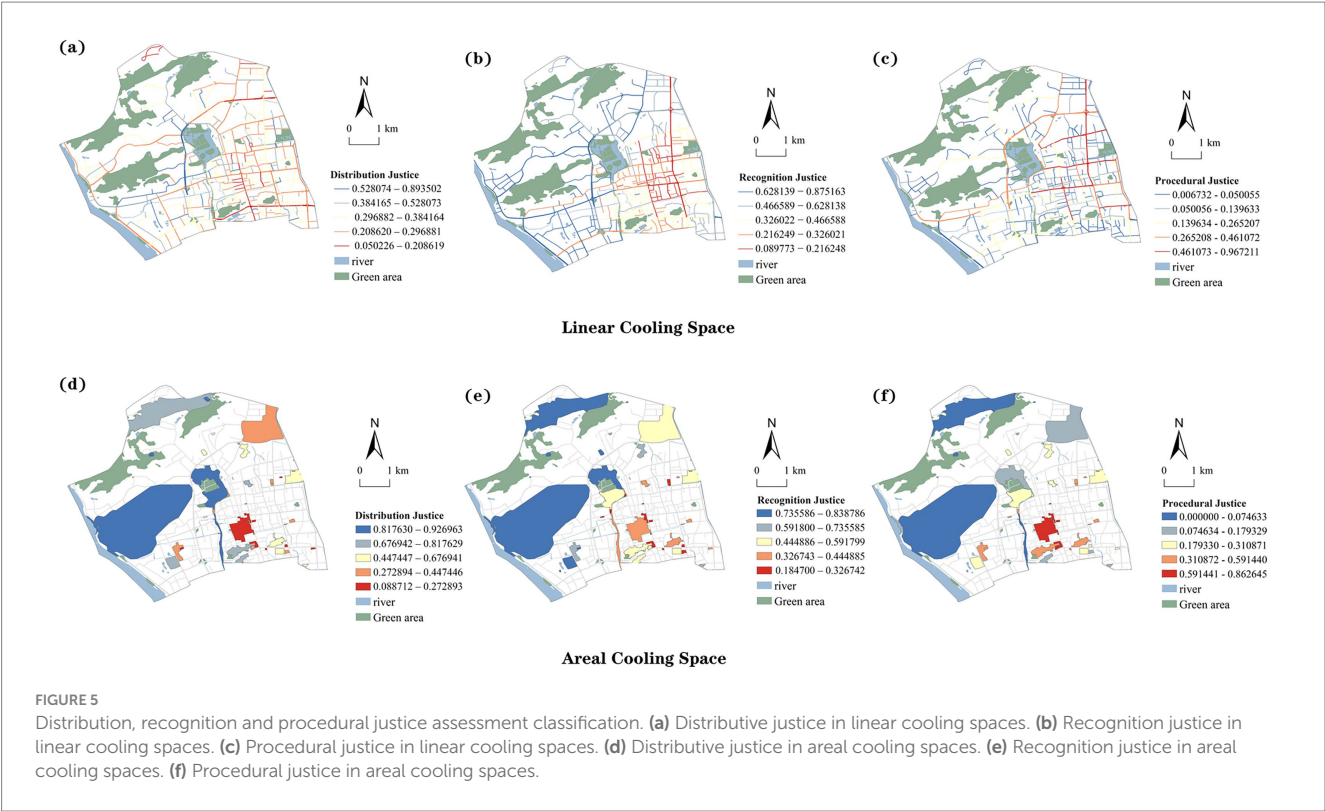 (a)
N
0 1 km
Distribution Justice
0.528074 – 0.893502
0.384165 – 0.528073
0.296882 – 0.384164
0.208620 – 0.296881
0.050226 – 0.208619
river
Green area
(b)
N
0 1 km
Recognition Justice
0.628139 – 0.875163
0.466589 – 0.628138
0.326022 – 0.466588
0.216249 – 0.326021
0.089773 – 0.216248
river
Green area
(c)
N
0 1 km
Procedural Justice
0.006732 - 0.050055
0.050056 - 0.139633
0.139634 - 0.265207
0.265208 - 0.461072
0.461073 - 0.967211
river
Green area
Linear Cooling Space
(d)
N
0 1 km
Distribution Justice
0.817630 – 0.926963
0.676942 – 0.817629
0.447447 – 0.676941
0.272894 – 0.447446
0.088712 – 0.272893
river
Green area
(e)
N
0 1 km
Recognition Justice
0.735586 – 0.838786
0.591800 – 0.735585
0.444886 – 0.591799
0.326743 – 0.444885
0.184700 – 0.326742
river
Green area
(f)
N
0 1 km
Procedural Justice
0.000000 - 0.074633
0.074634 - 0.179329
0.179330 - 0.310871
0.310872 - 0.591440
0.591441 - 0.862645
river
Green area
Areal Cooling Space
FIGURE 5
Distribution, recognition and procedural justice assessment classification. (a) Distributive justice in linear cooling spaces. (b) Recognition justice in
linear cooling spaces. (c) Procedural justice in linear cooling spaces. (d) Distributive justice in areal cooling spaces. (e) Recognition justice in areal
cooling spaces. (f) Procedural justice in areal cooling spaces.